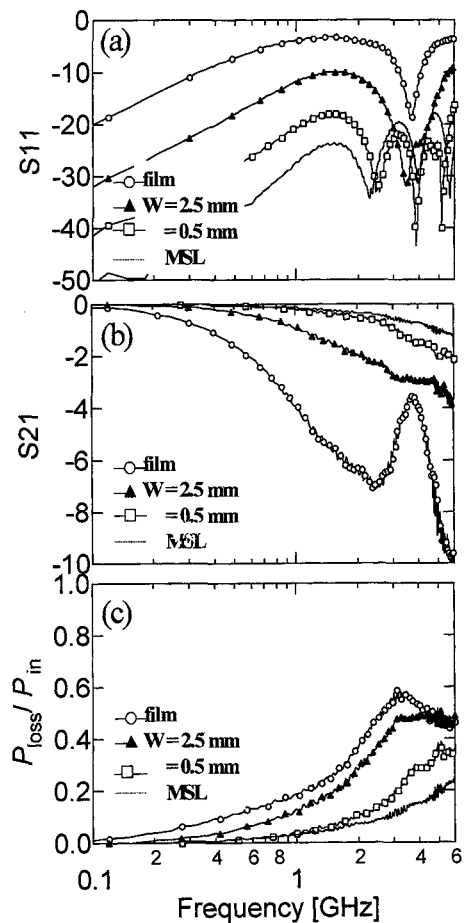 (a)
0
-10
-20
-30
-40
-50
S11
film
W = 2.5 mm
= 0.5 mm
MSL
(b)
0
-2
-4
-6
-8
-10
S21
film
W = 2.5 mm
= 0.5 mm
MSL
(c)
1.0
0.8
0.6
0.4
0.2
0.0
Ploss / Pin
film
W = 2.5 mm
= 0.5 mm
MSL
0.1 2 4 6 8 1 2 4 6
Frequency [GHz]